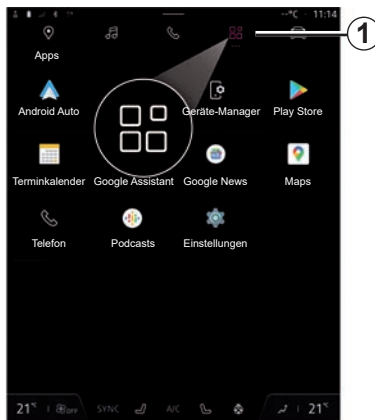 --°C 11:14
1
Apps
Android Auto Geräte-Manager Play Store
Terminkalender Google Assistant Google News Maps
Telefon Podcasts Einstellungen
21°C OFF SYNC A/C 21°C